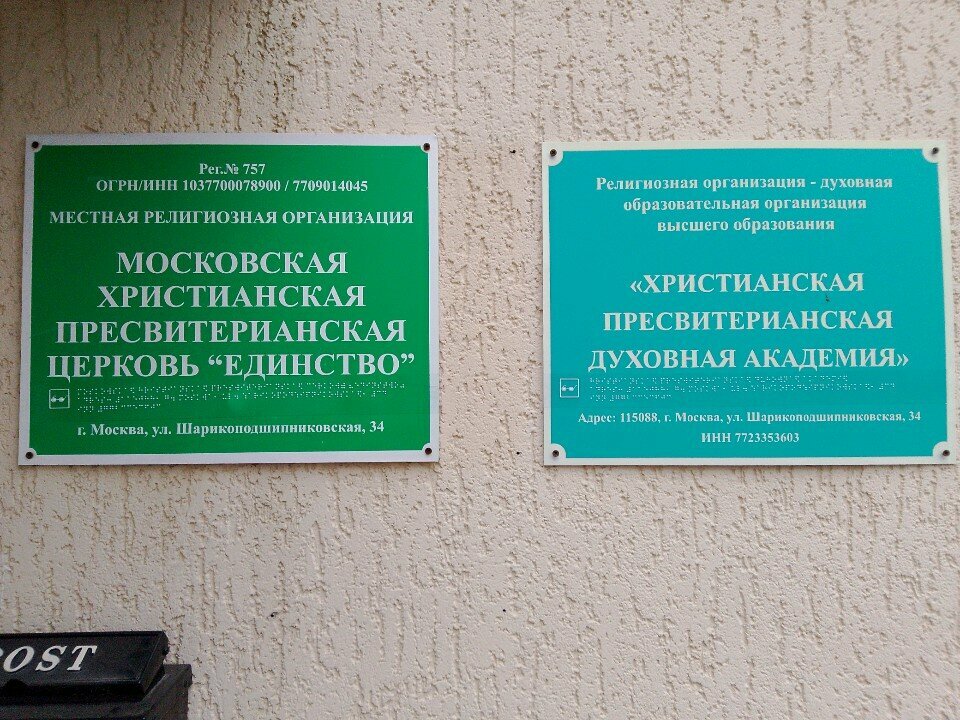 Рег.№ 757
ОГРН/ИНН 1037700078900 / 7709014045
МЕСТНАЯ РЕЛИГИОЗНАЯ ОРГАНИЗАЦИЯ
МОСКОВСКАЯ
ХРИСТИАНСКАЯ
ПРЕСВИТЕРИАНСКАЯ
ЦЕРКОВЬ “ЕДИНСТВО”
г. Москва, ул. Шарикоподшипниковская, 34
Религиозная организация - духовная
образовательная организация
высшего образования
«ХРИСТИАНСКАЯ
ПРЕСВИТЕРИАНСКАЯ
ДУХОВНАЯ АКАДЕМИЯ»
Адрес: 115088, г. Москва, ул. Шарикоподшипниковская, 34
ИНН 7723353603
POST